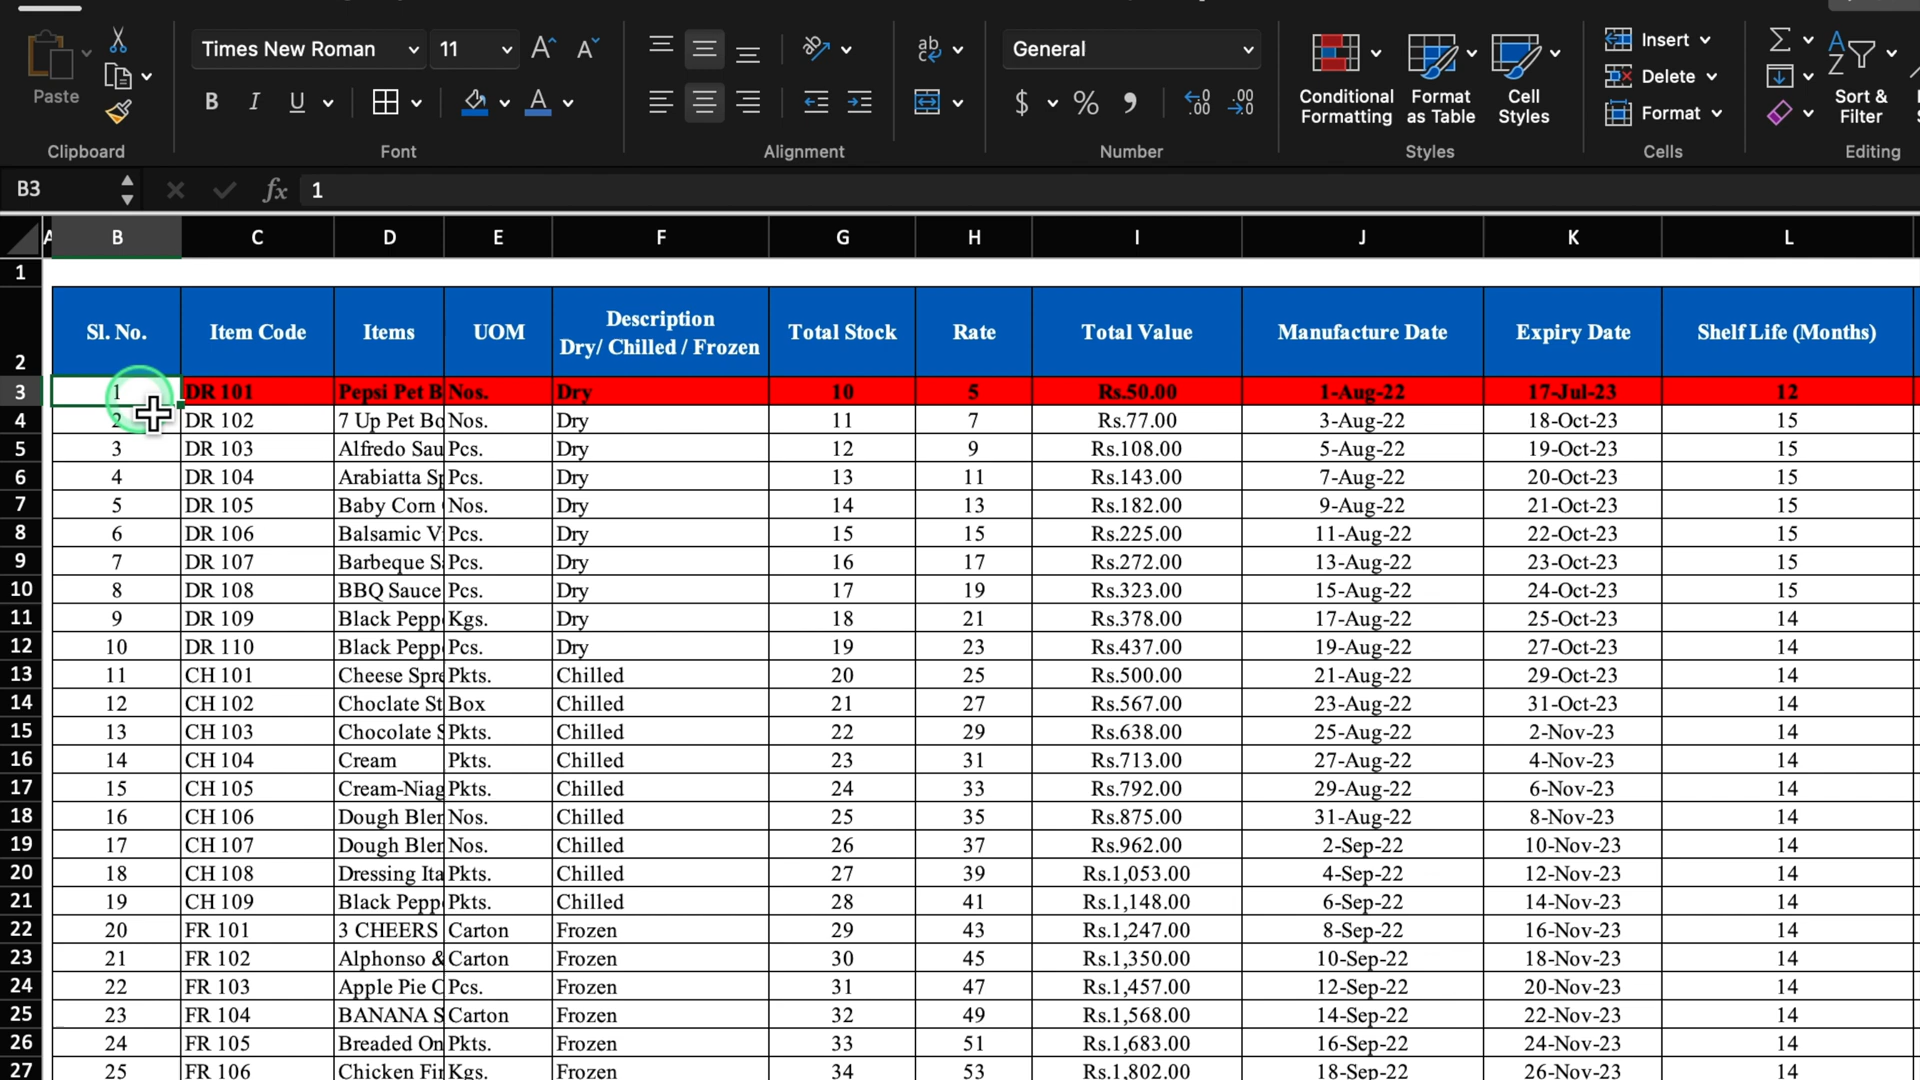 Times New Roman 11 General
Paste B I U $ % Conditional Formatting Format as Table Cell Styles Insert Delete Format Sort & Filter
Clipboard Font Alignment Number Styles Cells Editing
B3 fx 1
A B C D E F G H I J K L
1
2 Sl. No. Item Code Items UOM Description Dry/ Chilled / Frozen Total Stock Rate Total Value Manufacture Date Expiry Date Shelf Life (Months)
3 1 DR 101 Pepsi Pet B Nos. Dry 10 5 Rs.50.00 1-Aug-22 17-Jul-23 12
4 2 DR 102 7 Up Pet Bo Nos. Dry 11 7 Rs.77.00 3-Aug-22 18-Oct-23 15
5 3 DR 103 Alfredo Sau Pcs. Dry 12 9 Rs.108.00 5-Aug-22 19-Oct-23 15
6 4 DR 104 Arabiatta Sp Pcs. Dry 13 11 Rs.143.00 7-Aug-22 20-Oct-23 15
7 5 DR 105 Baby Corn Nos. Dry 14 13 Rs.182.00 9-Aug-22 21-Oct-23 15
8 6 DR 106 Balsamic Vi Pcs. Dry 15 15 Rs.225.00 11-Aug-22 22-Oct-23 15
9 7 DR 107 Barbeque S Pcs. Dry 16 17 Rs.272.00 13-Aug-22 23-Oct-23 15
10 8 DR 108 BBQ Sauce Pcs. Dry 17 19 Rs.323.00 15-Aug-22 24-Oct-23 15
11 9 DR 109 Black Pepp Kgs. Dry 18 21 Rs.378.00 17-Aug-22 25-Oct-23 14
12 10 DR 110 Black Pepp Pcs. Dry 19 23 Rs.437.00 19-Aug-22 27-Oct-23 14
13 11 CH 101 Cheese Spre Pkts. Chilled 20 25 Rs.500.00 21-Aug-22 29-Oct-23 14
14 12 CH 102 Choclate St Box Chilled 21 27 Rs.567.00 23-Aug-22 31-Oct-23 14
15 13 CH 103 Chocolate S Pkts. Chilled 22 29 Rs.638.00 25-Aug-22 2-Nov-23 14
16 14 CH 104 Cream Pkts. Chilled 23 31 Rs.713.00 27-Aug-22 4-Nov-23 14
17 15 CH 105 Cream-Niag Pkts. Chilled 24 33 Rs.792.00 29-Aug-22 6-Nov-23 14
18 16 CH 106 Dough Blen Nos. Chilled 25 35 Rs.875.00 31-Aug-22 8-Nov-23 14
19 17 CH 107 Dough Blen Nos. Chilled 26 37 Rs.962.00 2-Sep-22 10-Nov-23 14
20 18 CH 108 Dressing Ita Pkts. Chilled 27 39 Rs.1,053.00 4-Sep-22 12-Nov-23 14
21 19 CH 109 Black Pepp Pkts. Chilled 28 41 Rs.1,148.00 6-Sep-22 14-Nov-23 14
22 20 FR 101 3 CHEERS Carton Frozen 29 43 Rs.1,247.00 8-Sep-22 16-Nov-23 14
23 21 FR 102 Alphonso & Carton Frozen 30 45 Rs.1,350.00 10-Sep-22 18-Nov-23 14
24 22 FR 103 Apple Pie C Pcs. Frozen 31 47 Rs.1,457.00 12-Sep-22 20-Nov-23 14
25 23 FR 104 BANANA S Carton Frozen 32 49 Rs.1,568.00 14-Sep-22 22-Nov-23 14
26 24 FR 105 Breaded On Pkts. Frozen 33 51 Rs.1,683.00 16-Sep-22 24-Nov-23 14
27 25 FR 106 Chicken Fin Kgs. Frozen 34 53 Rs.1,802.00 18-Sep-22 26-Nov-23 14